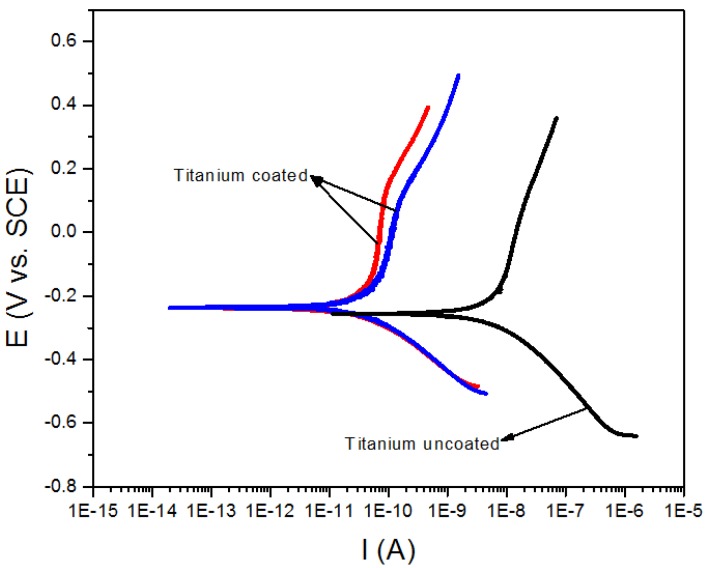 E (V vs. SCE)
0.6
0.4
0.2
0.0
-0.2
-0.4
-0.6
-0.8
Titanium coated
Titanium uncoated
1E-15 1E-14 1E-13 1E-12 1E-11 1E-10 1E-9 1E-8 1E-7 1E-6 1E-5
I (A)